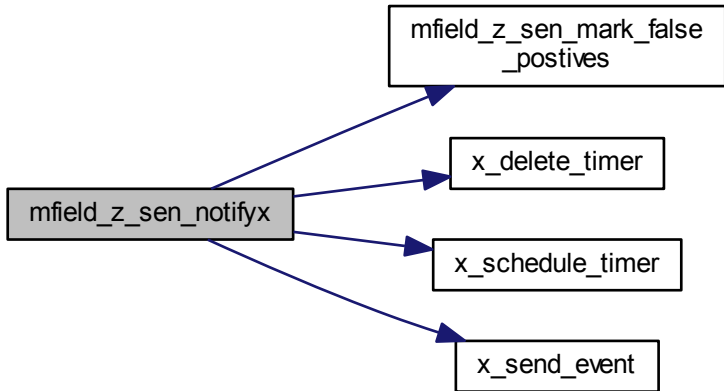 mfield_z_sen_mark_false
_postives
x_delete_timer
mfield_z_sen_notifyx
x_schedule_timer
x_send_event